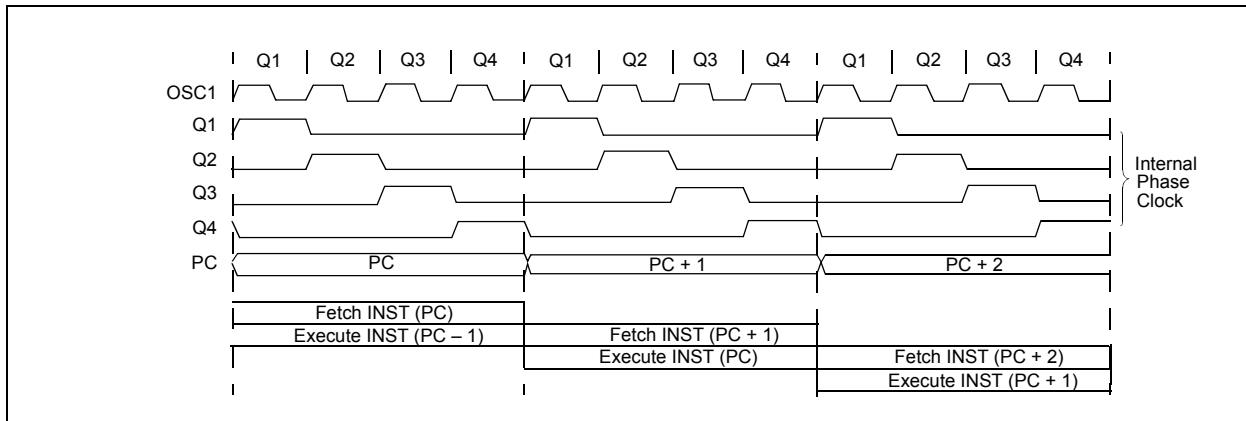 Q1 Q2 Q3 Q4 Q1 Q2 Q3 Q4 Q1 Q2 Q3 Q4
OSC1
Q1
Q2
Q3
Q4
Internal
Phase
Clock
PC PC PC + 1 PC + 2
Fetch INST (PC)
Execute INST (PC – 1) Fetch INST (PC + 1)
Execute INST (PC) Fetch INST (PC + 2)
Execute INST (PC + 1)